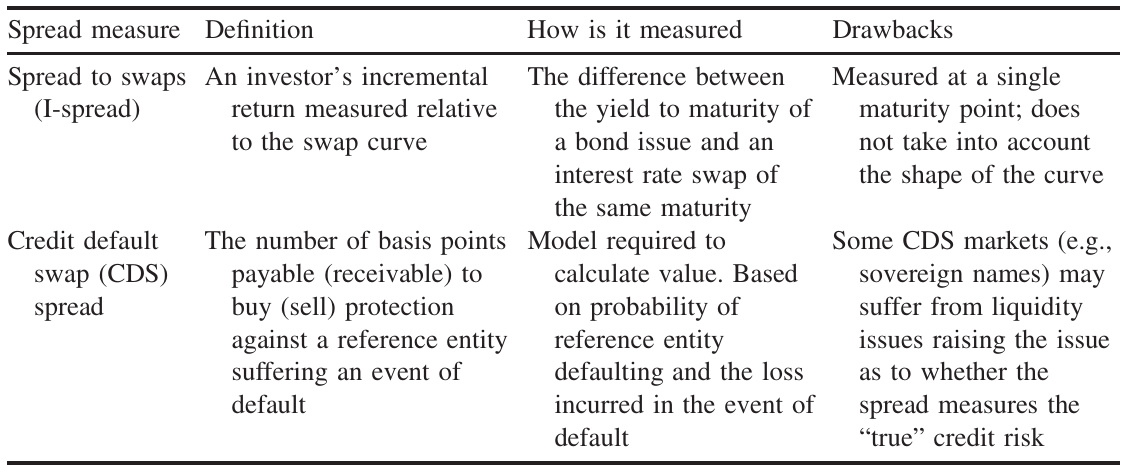 Spread measure Definition How is it measured Drawbacks
Spread to swaps An investor's incremental The difference between Measured at a single
(I-spread) return measured relative the yield to maturity of maturity point; does
to the swap curve a bond issue and an not take into account
interest rate swap of the shape of the curve
the same maturity
Credit default The number of basis points Model required to Some CDS markets (e.g.,
swap (CDS) payable (receivable) to calculate value. Based sovereign names) may
spread buy (sell) protection on probability of suffer from liquidity
against a reference entity reference entity issues raising the issue
suffering an event of defaulting and the loss as to whether the
default incurred in the event of spread measures the
default “true” credit risk